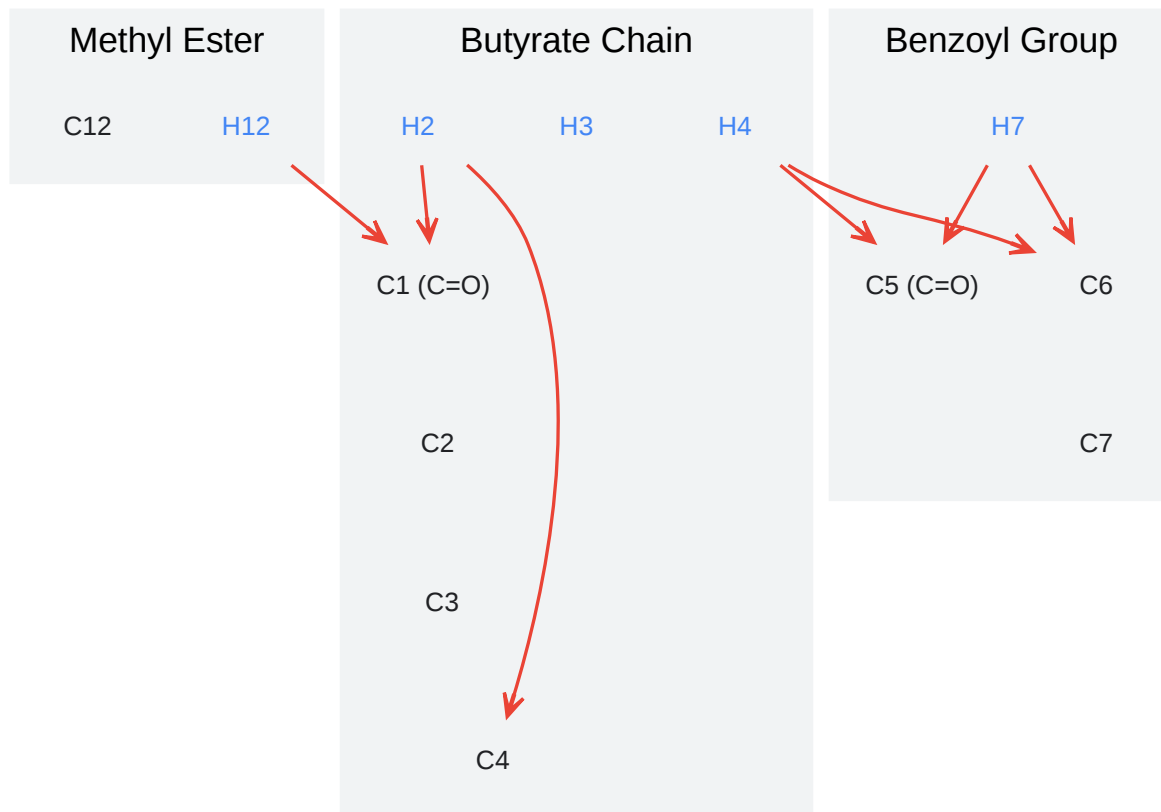 Methyl Ester
Butyrate Chain
Benzoyl Group
C12
H12
H2
H3
H4
H7
C1 (C=O)
C5 (C=O)
C6
C2
C7
C3
C4